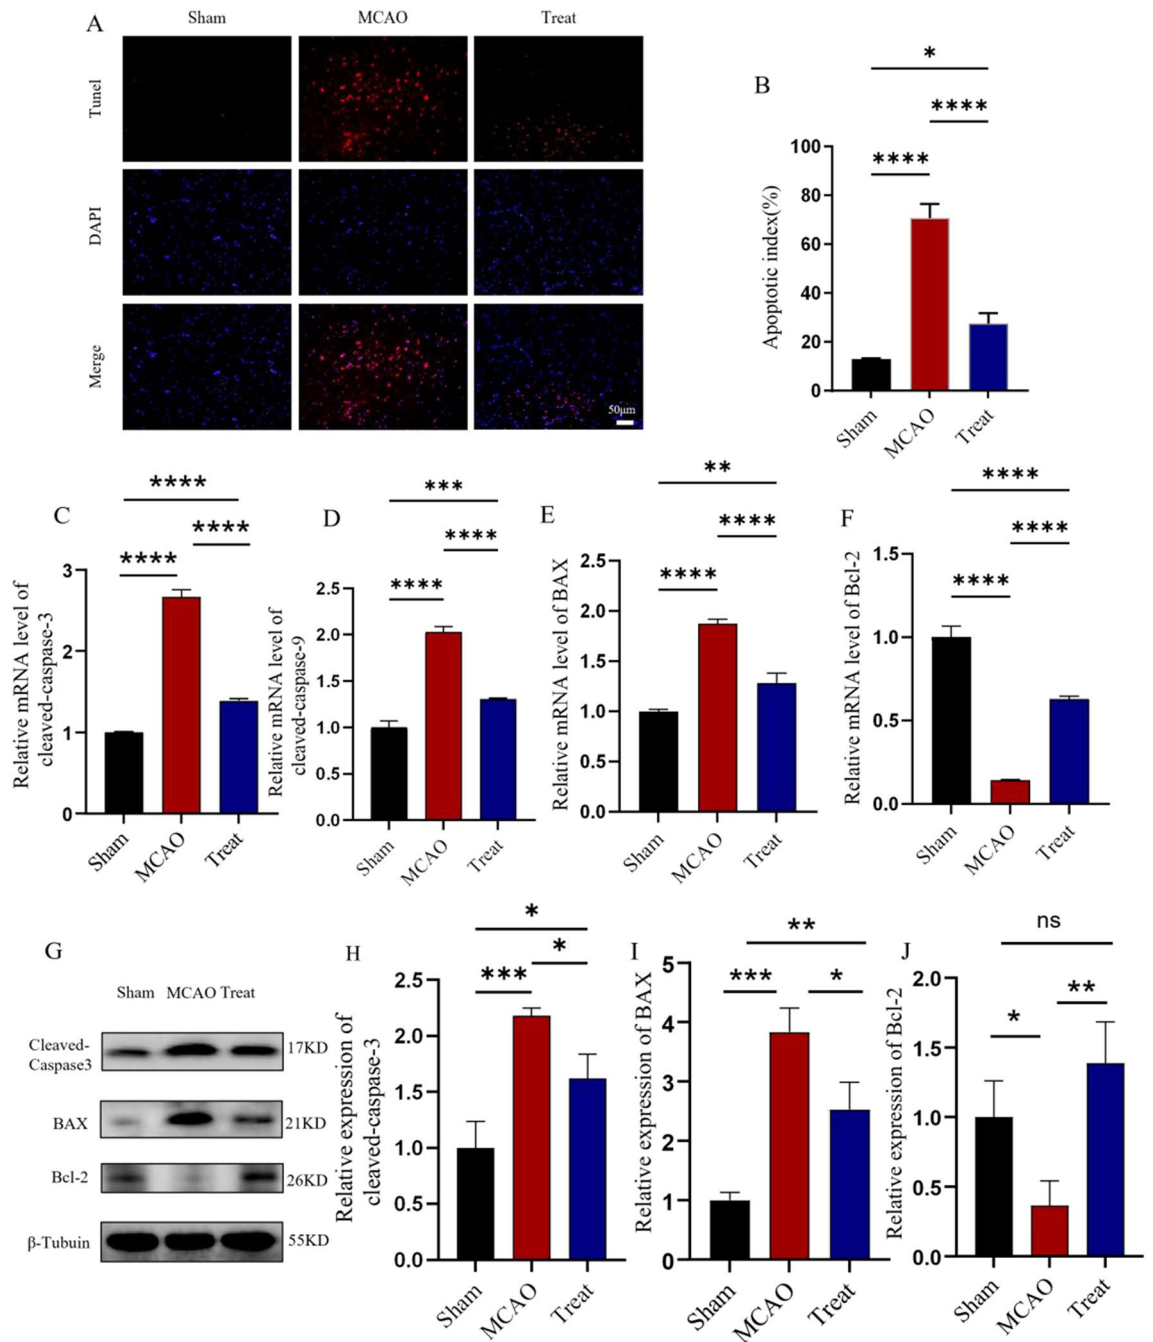 A
Sham
MCAO
Treat
Tunel
DAPI
Merge
50μm
B
*
****
****
Apoptotic index(%)
100
80
60
40
20
0
Sham
MCAO
Treat
C
****
****
****
Relative mRNA level of
cleaved-caspase-3
3
2
1
0
Sham
MCAO
Treat
D
***
****
****
Relative mRNA level of
cleaved-caspase-9
2.5
2.0
1.5
1.0
0.5
0.0
Sham
MCAO
Treat
E
**
****
****
Relative mRNA level of BAX
2.5
2.0
1.5
1.0
0.5
0.0
Sham
MCAO
Treat
F
****
****
****
Relative mRNA level of Bcl-2
1.5
1.0
0.5
0.0
Sham
MCAO
Treat
G
Sham MCAO Treat
Cleaved-
Caspase3
17KD
BAX
21KD
Bcl-2
26KD
β-Tubuin
55KD
H
*
*
***
Relative expression of
cleaved-caspase-3
2.5
2.0
1.5
1.0
0.5
0.0
Sham
MCAO
Treat
I
**
***
*
Relative expression of BAX
5
4
3
2
1
0
Sham
MCAO
Treat
J
ns
**
*
Relative expression of Bcl-2
2.0
1.5
1.0
0.5
0.0
Sham
MCAO
Treat